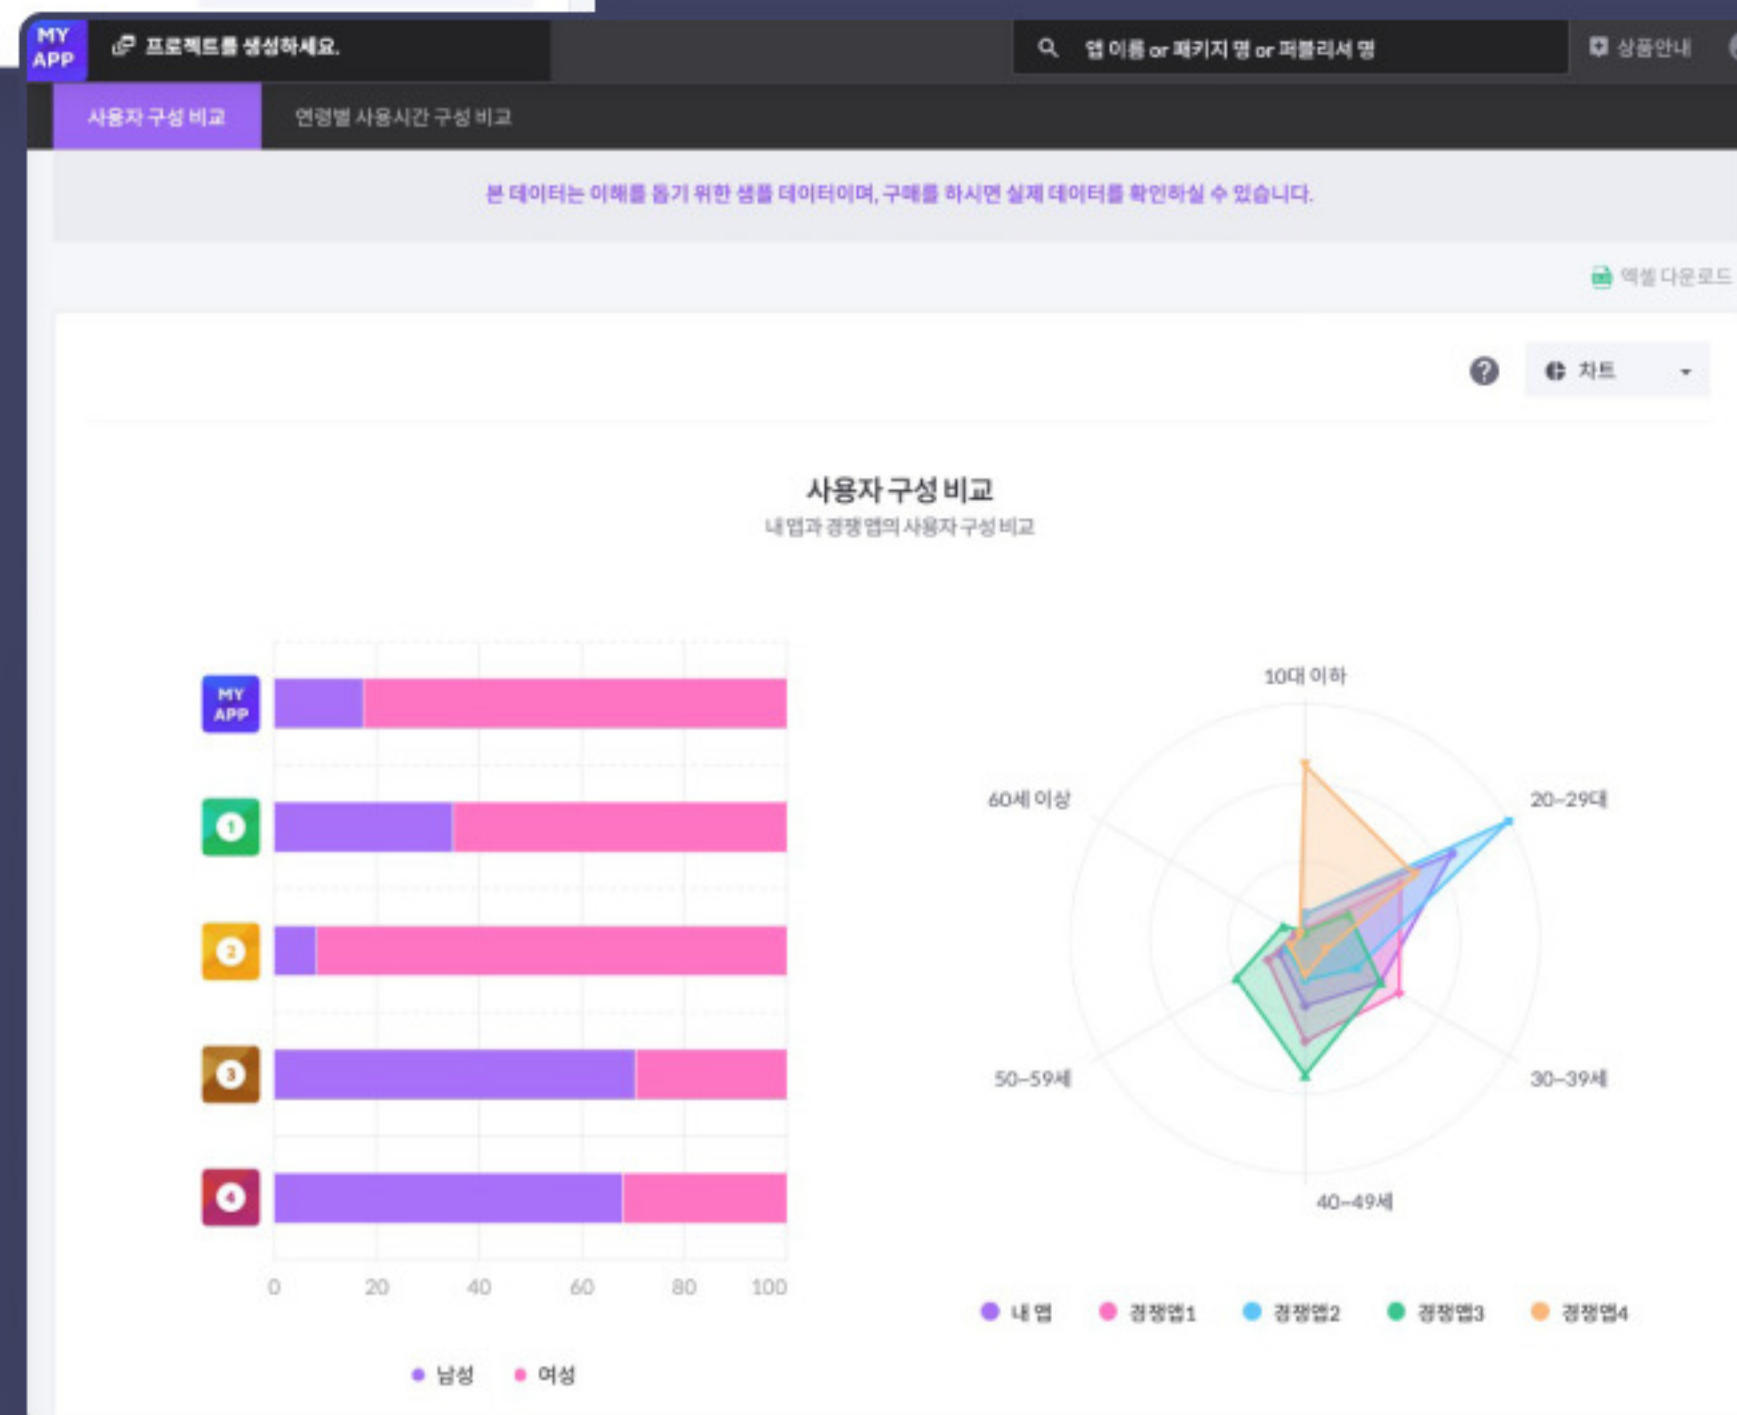 MY
APP
프로젝트를 생성하세요.
앱 이름 or 패키지 명 or 퍼블리셔 명
상품안내
사용자 구성 비교
연령별 사용시간 구성 비교
본 데이터는 이해를 돕기 위한 샘플 데이터이며, 구매를 하시면 실제 데이터를 확인하실 수 있습니다.
엑셀 다운로드
?
차트
사용자 구성 비교
내 앱과 경쟁 앱의 사용자 구성 비교
MY
APP
1
2
3
4
0 20 40 60 80 100
남성 여성
10대 이하
60세 이상
20–29대
50–59세
30–39세
40–49세
내 앱 경쟁앱1 경쟁앱2 경쟁앱3 경쟁앱4